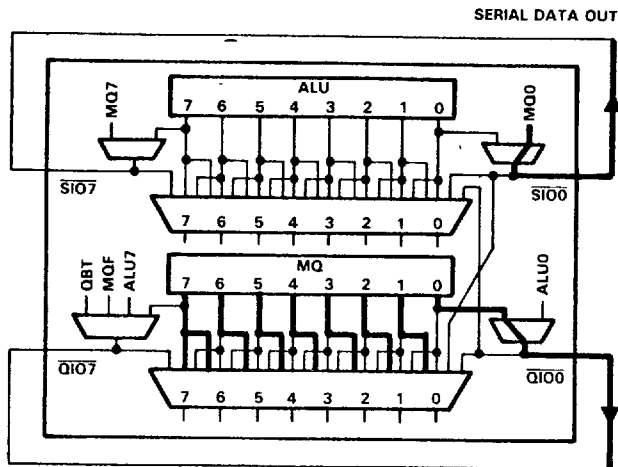 SERIAL DATA OUT
ALU
7 6 5 4 3 2 1 0
MQ7
MQ0
SIO7
SIO0
7 6 5 4 3 2 1 0
MQ
7 6 5 4 3 2 1 0
QBT
MQF
ALU7
ALU0
QIO7
QIO0
7 6 5 4 3 2 1 0